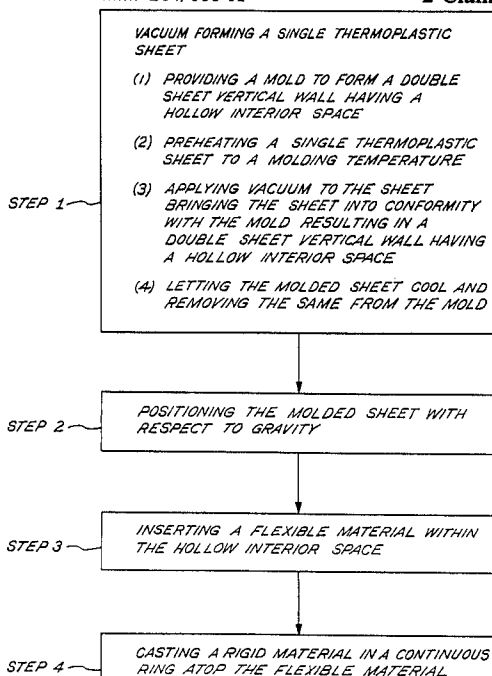 2 Claim
VACUUM FORMING A SINGLE THERMOPLASTIC
SHEET
(1) PROVIDING A MOLD TO FORM A DOUBLE
SHEET VERTICAL WALL HAVING A
HOLLOW INTERIOR SPACE
(2) PREHEATING A SINGLE THERMOPLASTIC
SHEET TO A MOLDING TEMPERATURE
(3) APPLYING VACUUM TO THE SHEET
BRINGING THE SHEET INTO CONFORMITY
WITH THE MOLD RESULTING IN A
DOUBLE SHEET VERTICAL WALL HAVING
A HOLLOW INTERIOR SPACE
(4) LETTING THE MOLDED SHEET COOL AND
REMOVING THE SAME FROM THE MOLD
STEP 1
POSITIONING THE MOLDED SHEET WITH
RESPECT TO GRAVITY
STEP 2
INSERTING A FLEXIBLE MATERIAL WITHIN
THE HOLLOW INTERIOR SPACE
STEP 3
CASTING A RIGID MATERIAL IN A CONTINUOUS
RING ATOP THE FLEXIBLE MATERIAL
STEP 4